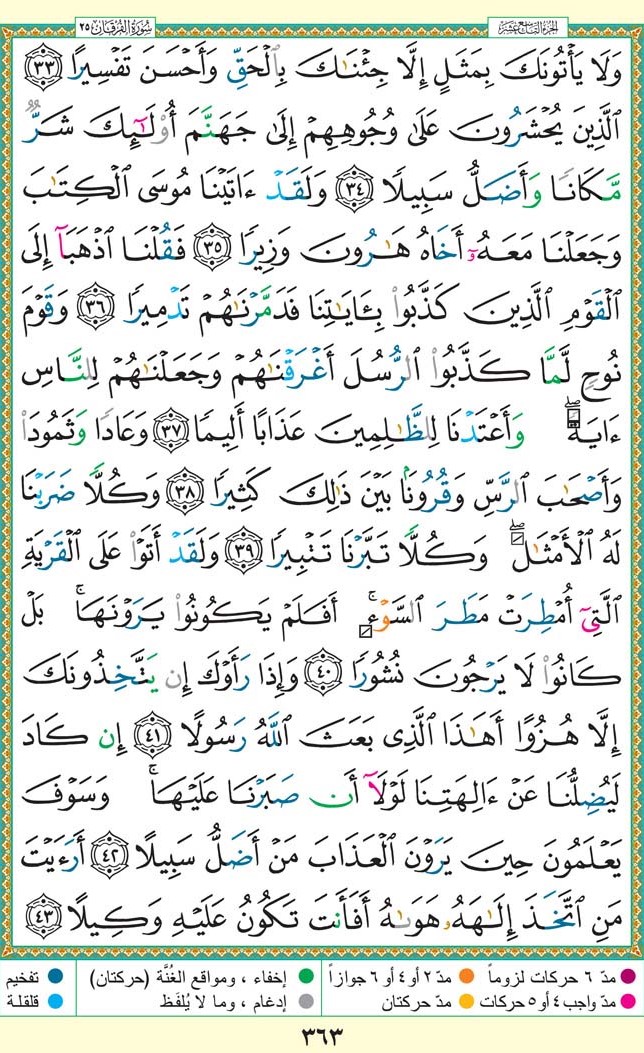 الجزء التاسع عشر
سورة الفرقان ٢٥
وَلَا يَأْتُونَكَ بِمَثَلٍ إِلَّا جِئْنَٰكَ بِٱلْحَقِّ وَأَحْسَنَ تَفْسِيرًا ٣٣
ٱلَّذِينَ يُحْشَرُونَ عَلَىٰ وُجُوهِهِمْ إِلَىٰ جَهَنَّمَ أُو۟لَٰٓئِكَ شَرٌّ
مَّكَانًا وَأَضَلُّ سَبِيلًا ٣٤ وَلَقَدْ ءَاتَيْنَا مُوسَى ٱلْكِتَٰبَ
وَجَعَلْنَا مَعَهُۥٓ أَخَاهُ هَٰرُونَ وَزِيرًا ٣٥ فَقُلْنَا ٱذْهَبَآ إِلَى
ٱلْقَوْمِ ٱلَّذِينَ كَذَّبُوا۟ بِـَٔايَٰتِنَا فَدَمَّرْنَٰهُمْ تَدْمِيرًا ٣٦ وَقَوْمَ
نُوحٍ لَّمَّا كَذَّبُوا۟ ٱلرُّسُلَ أَغْرَقْنَٰهُمْ وَجَعَلْنَٰهُمْ لِلنَّاسِ
ءَايَةً وَأَعْتَدْنَا لِلظَّٰلِمِينَ عَذَابًا أَلِيمًا ٣٧ وَعَادًا وَثَمُودَا۟
وَأَصْحَٰبَ ٱلرَّسِّ وَقُرُونًۢا بَيْنَ ذَٰلِكَ كَثِيرًا ٣٨ وَكُلًّا ضَرَبْنَا
لَهُ ٱلْأَمْثَٰلَ وَكُلًّا تَبَّرْنَا تَتْبِيرًا ٣٩ وَلَقَدْ أَتَوْا۟ عَلَى ٱلْقَرْيَةِ
ٱلَّتِىٓ أُمْطِرَتْ مَطَرَ ٱلسَّوْءِ ۚ أَفَلَمْ يَكُونُوا۟ يَرَوْنَهَا ۚ بَلْ
كَانُوا۟ لَا يَرْجُونَ نُشُورًا ٤٠ وَإِذَا رَأَوْكَ إِن يَتَّخِذُونَكَ
إِلَّا هُزُوًا أَهَٰذَا ٱلَّذِى بَعَثَ ٱللَّهُ رَسُولًا ٤١ إِن كَادَ
لَيُضِلُّنَا عَنْ ءَالِهَتِنَا لَوْلَآ أَن صَبَرْنَا عَلَيْهَا ۚ وَسَوْفَ
يَعْلَمُونَ حِينَ يَرَوْنَ ٱلْعَذَابَ مَنْ أَضَلُّ سَبِيلًا ٤٢ أَرَءَيْتَ
مَنِ ٱتَّخَذَ إِلَٰهَهُۥ هَوَىٰهُ أَفَأَنتَ تَكُونُ عَلَيْهِ وَكِيلًا ٤٣
مدّ ٦ حركات لزوماً مدّ ٢ أو ٤ أو ٦ جوازاً إخفاء ، ومواقع الغُنَّة (حركتان) تفخيم
مدّ واجب ٤ أو ٥ حركات مدّ حركتان إدغام ، وما لا يُلفَظ قلقلة
٣٦٣